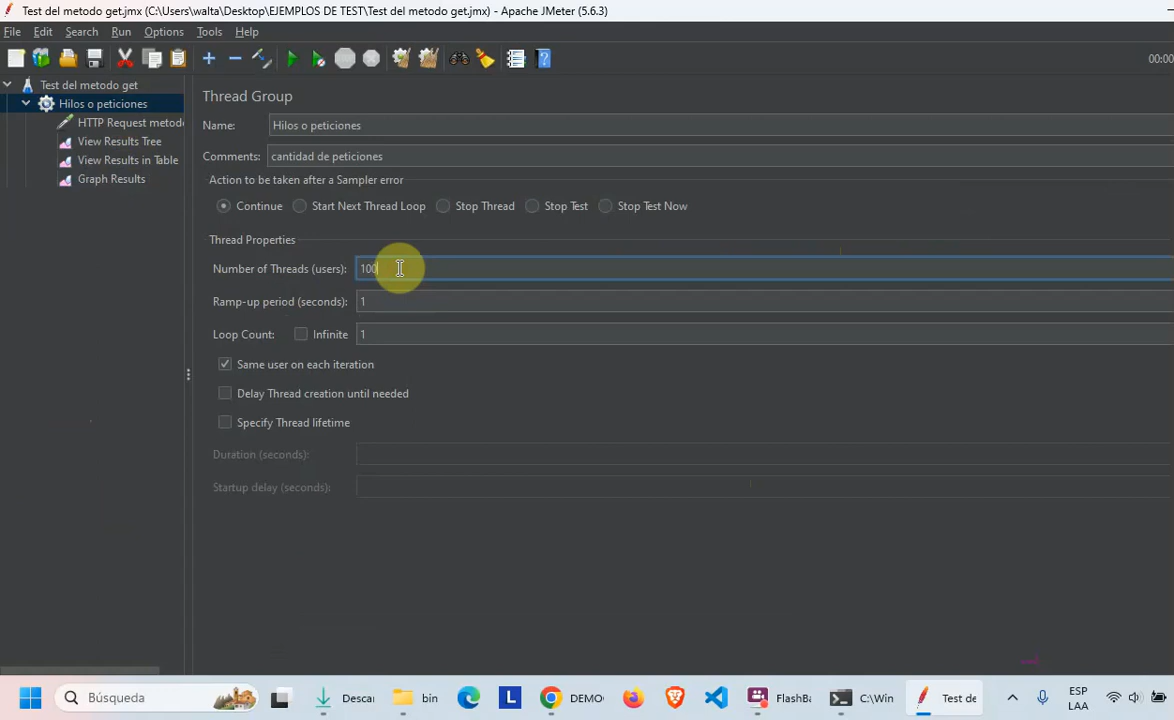 Test del metodo get.jmx (C:\Users\walta\Desktop\EJEMPLOS DE TEST\Test del metodo get.jmx) - Apache JMeter (5.6.3)
File Edit Search Run Options Tools Help
00:00
Test del metodo get
Hilos o peticiones
HTTP Request metod
View Results Tree
View Results in Table
Graph Results
Thread Group
Name: Hilos o peticiones
Comments: cantidad de peticiones
Action to be taken after a Sampler error
Continue Start Next Thread Loop Stop Thread Stop Test Stop Test Now
Thread Properties
Number of Threads (users): 100
Ramp-up period (seconds): 1
Loop Count: Infinite 1
Same user on each iteration
Delay Thread creation until needed
Specify Thread lifetime
Duration (seconds):
Startup delay (seconds):
Búsqueda Descar bin L DEMO FlashBa C:\Win Test de ESP
LAA